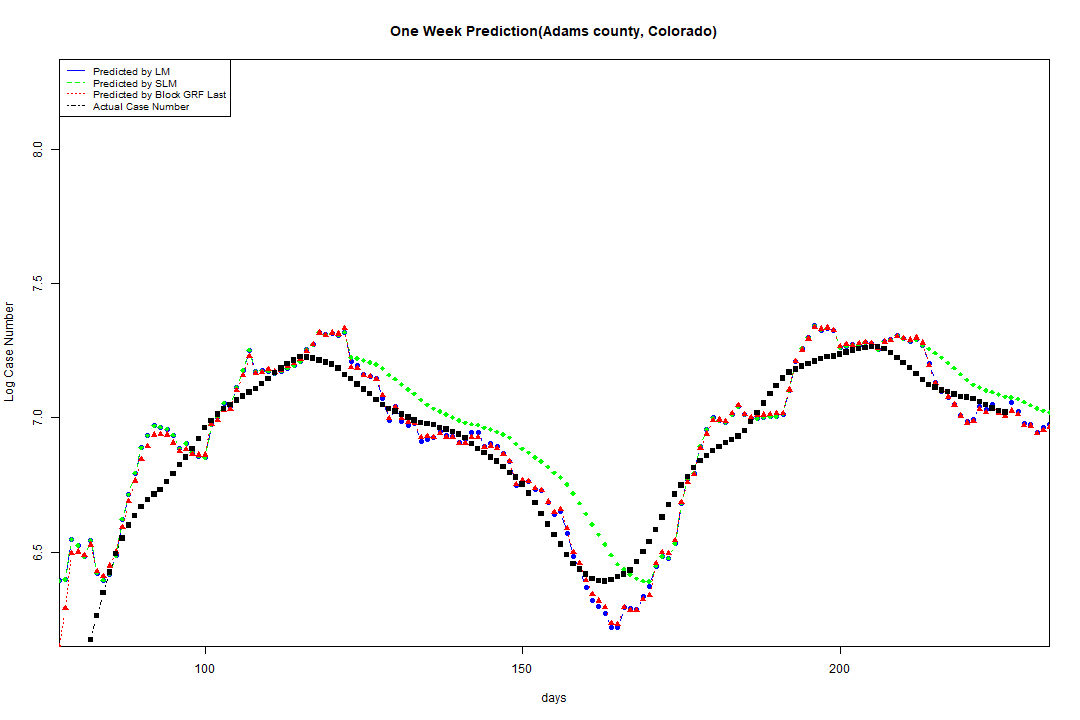 One Week Prediction(Adams county, Colorado)
Predicted by LM
Predicted by SLM
Predicted by Block GRF Last
Actual Case Number
8.0
7.5
7.0
6.5
Log Case Number
100
150
200
days